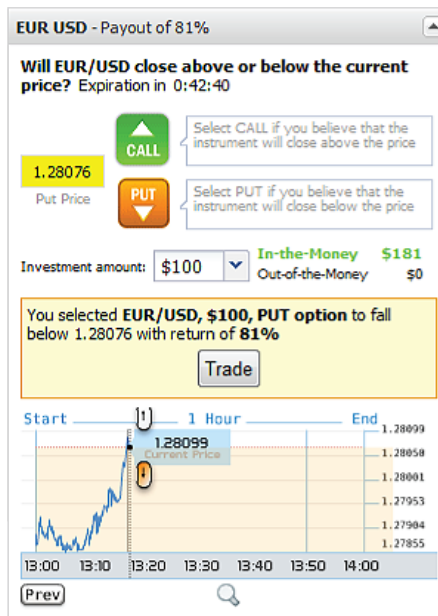 EUR USD - Payout of 81%
Will EUR/USD close above or below the current
price? Expiration in 0:42:40
CALL
Select CALL if you believe that the
instrument will close above the price
1.28076
Put Price
PUT
Select PUT if you believe that the
instrument will close below the price
Investment amount: $100
In-the-Money $181
Out-of-the-Money $0
You selected EUR/USD, $100, PUT option to fall
below 1.28076 with return of 81%
Trade
Start 1 Hour End
1.28099
1.28099
Current Price
1.28050
1.28001
1.27953
1.27904
1.27855
13:00 13:10 13:20 13:30 13:40 13:50 14:00
Prev